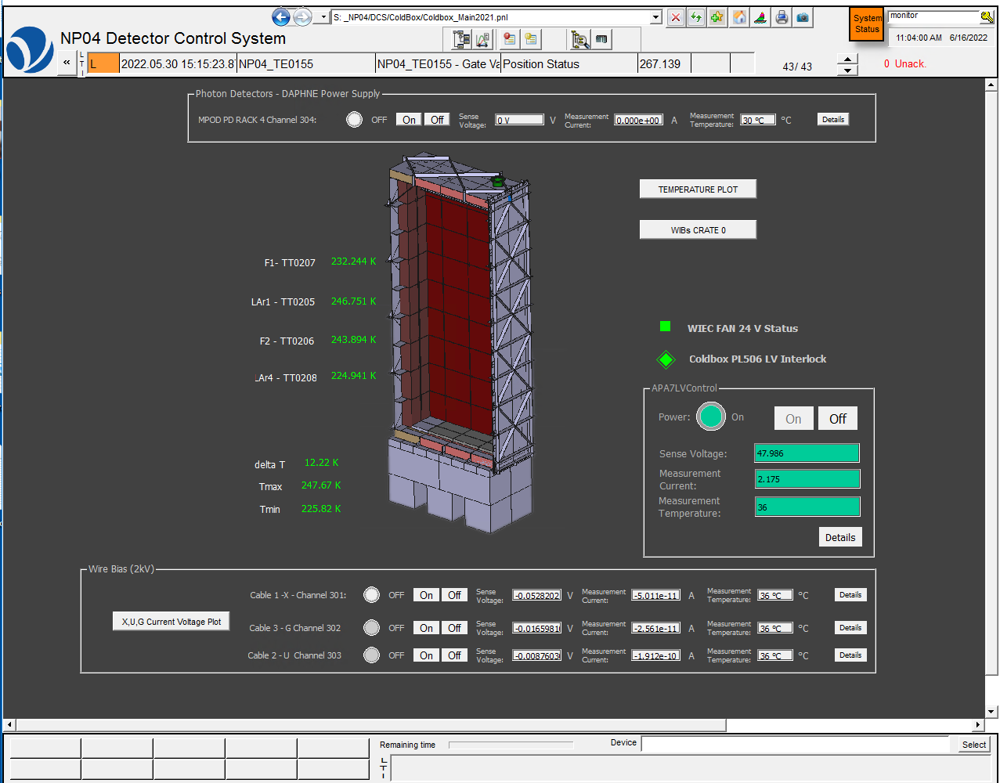 S: _NP04/DCS/ColdBox/Coldbox_Main2021.pnl
NP04 Detector Control System
System Status
monitor
11:04:00 AM 6/16/2022
«
L
T
I
L 2022.05.30 15:15:23.8 NP04_TE0155 NP04_TE0155 - Gate Va Position Status 267.139
43/ 43
0 Unack.
Photon Detectors - DAPHNE Power Supply
MPOD PD RACK 4 Channel 304: OFF On Off Sense Voltage: 0 V V Measurement Current: 0.000e+00 A Measurement Temperature: 30 °C °C Details
TEMPERATURE PLOT
WIBs CRATE 0
F1- TT0207 232.244 K
LAr1 - TT0205 246.751 K
F2 - TT0206 243.894 K
LAr4 - TT0208 224.941 K
WIEC FAN 24 V Status
Coldbox PL506 LV Interlock
APA7LVControl
Power: On On Off
Sense Voltage: 47.986
Measurement Current: 2.175
Measurement Temperature: 36
Details
delta T 12.22 K
Tmax 247.67 K
Tmin 225.82 K
Wire Bias (2kV)
Cable 1 -X - Channel 301: OFF On Off Sense Voltage: -0.0528202 V Measurement Current: -5.011e-11 A Measurement Temperature: 36 °C °C Details
X,U,G Current Voltage Plot
Cable 3 - G Channel 302 OFF On Off Sense Voltage: -0.0165981 V Measurement Current: -2.561e-11 A Measurement Temperature: 36 °C °C Details
Cable 2 - U Channel 303 OFF On Off Sense Voltage: -0.0087603 V Measurement Current: -1.912e-10 A Measurement Temperature: 36 °C °C Details
Remaining time
Device
Select
L
T
I